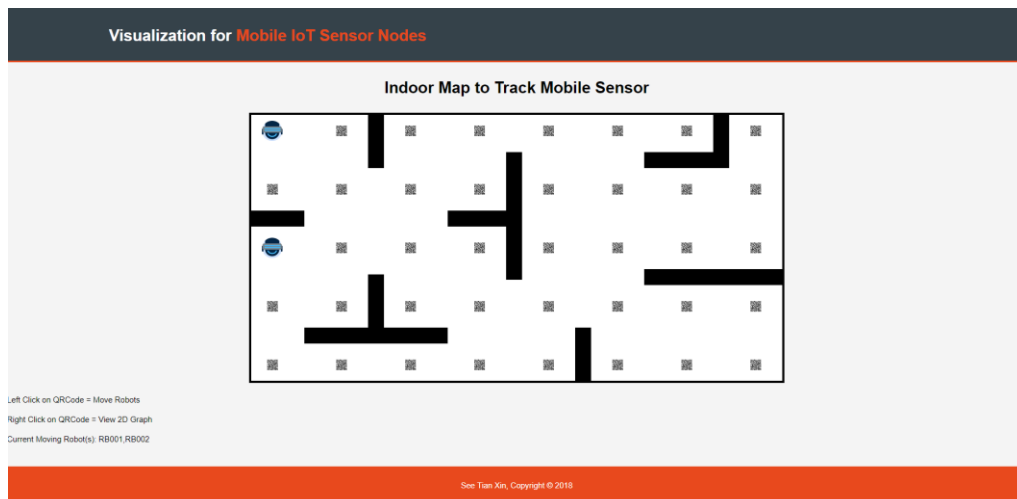 Visualization for Mobile IoT Sensor Nodes
Indoor Map to Track Mobile Sensor
Left Click on QRCode = Move Robots
Right Click on QRCode = View 2D Graph
Current Moving Robot(s): RB001,RB002
See Tian Xin, Copyright © 2018